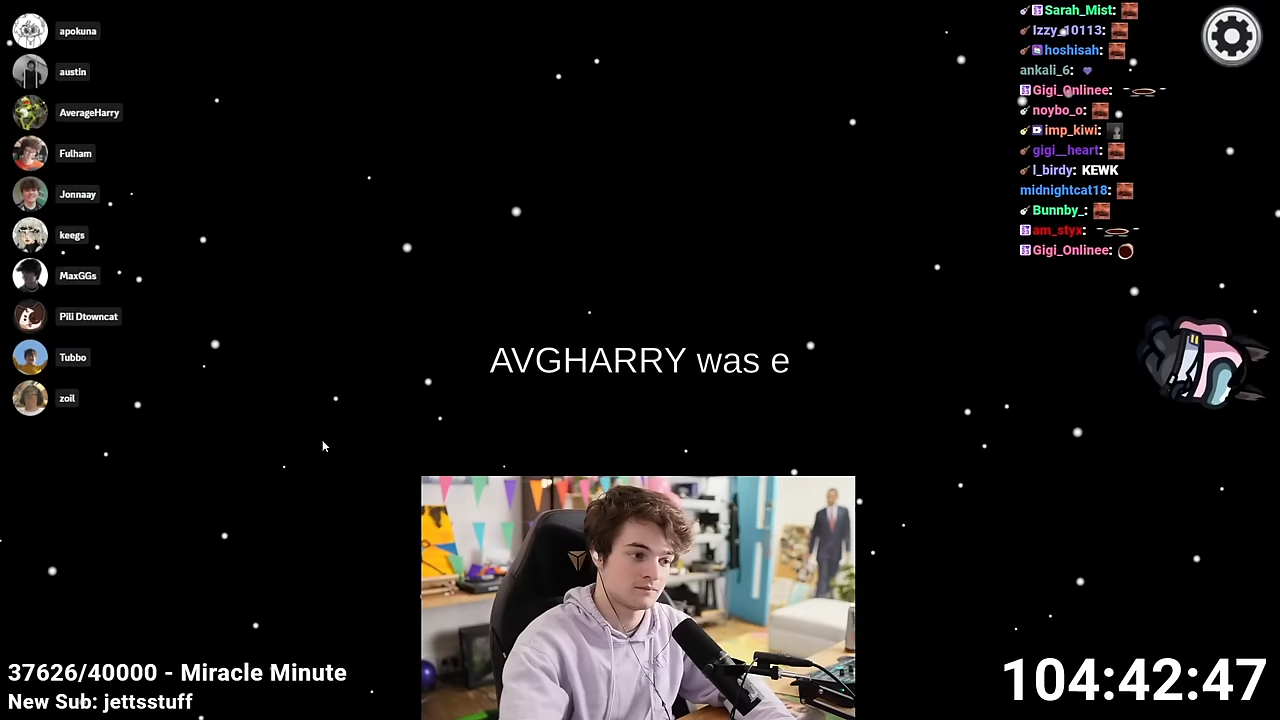 apokuna
austin
AverageHarry
Fulham
Jonnaay
keegs
MaxGGs
Pili Dtowncat
Tubbo
zoil
Sarah_Mist:
Izzy_10113:
hoshisah:
ankali_6:
Gigi_Onlinee:
noybo_o:
imp_kiwi:
gigi__heart:
l_birdy: KEWK
midnightcat18:
Bunnby_:
am_styx:
Gigi_Onlinee:
AVGHARRY was e
37626/40000 - Miracle Minute
New Sub: jettsstuff
104:42:47